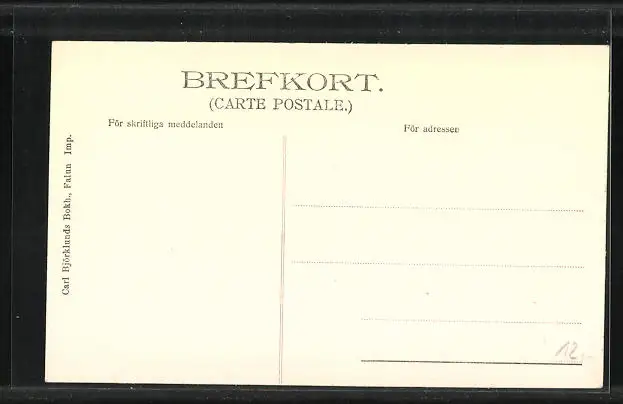 BREFKORT.
(CARTE POSTALE.)
För skriftliga meddelanden
För adressen
Carl Björklunds Bokh., Falun Imp.
12,-